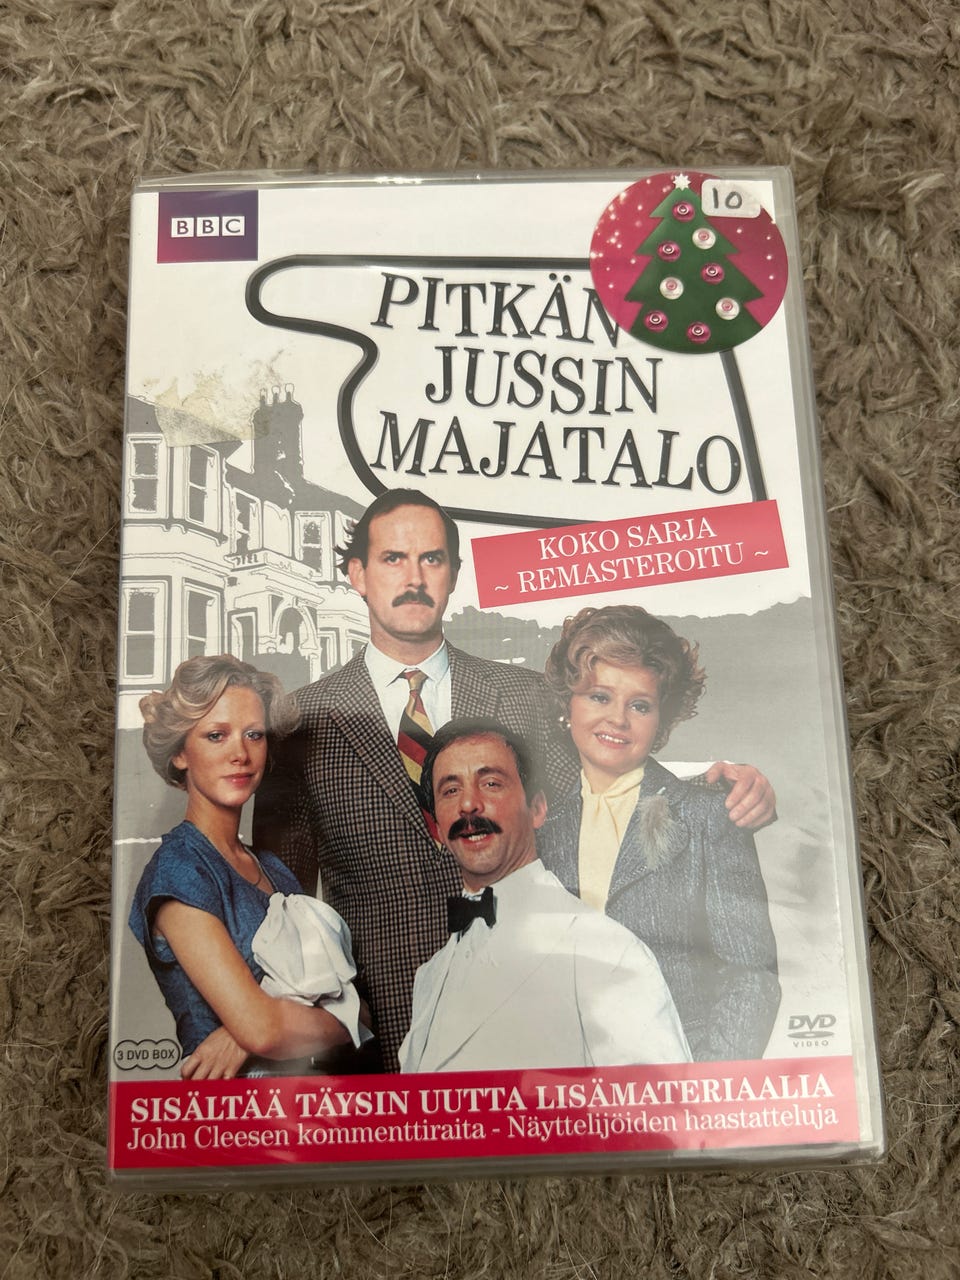 BBC
10
PITKÄN
JUSSIN
MAJATALO
KOKO SARJA
~ REMASTEROITU ~
3 DVD BOX
DVD
VIDEO
SISÄLTÄÄ TÄYSIN UUTTA LISÄMATERIAALIA
John Cleesen kommenttiraita - Näyttelijöiden haastatteluja